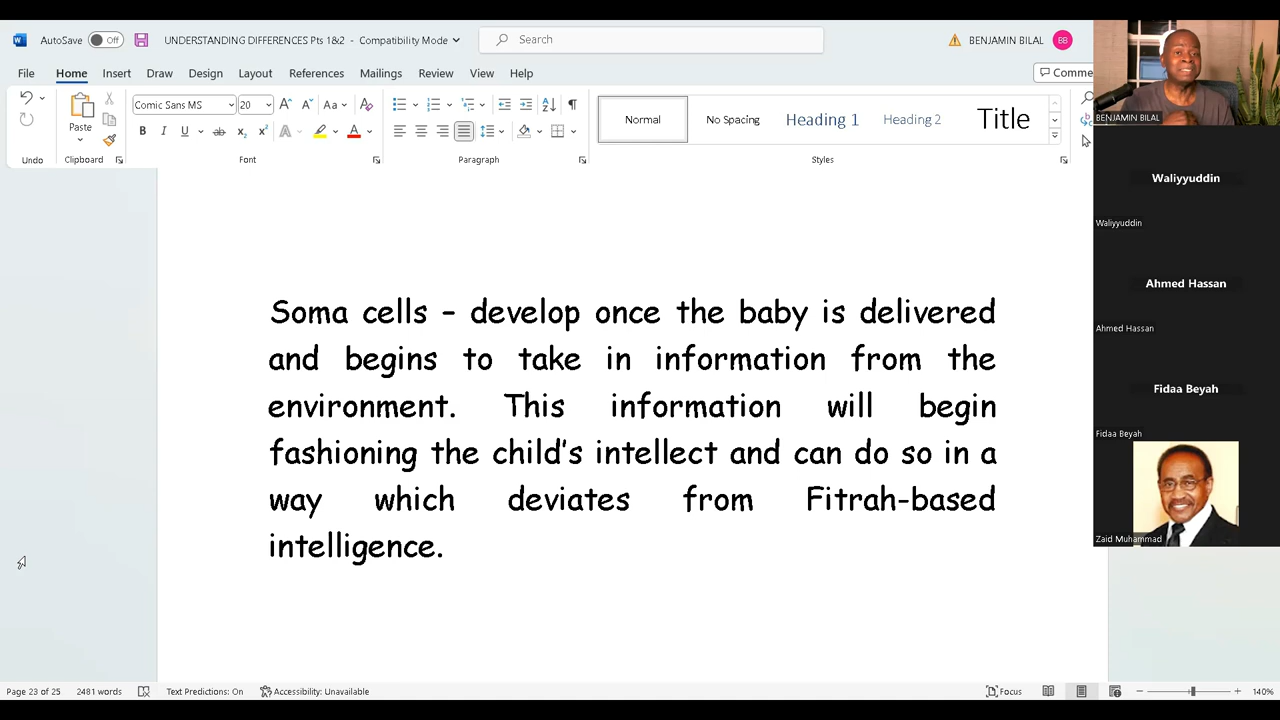 AutoSave Off UNDERSTANDING DIFFERENCES Pts 1&2 - Compatibility Mode Search BENJAMIN BILAL BB
File Home Insert Draw Design Layout References Mailings Review View Help Comme
Comic Sans MS 20 A A Aa A
Paste B I U ab x₂ x² A A Normal No Spacing Heading 1 Heading 2 Title
Undo Clipboard Font Paragraph Styles
BENJAMIN BILAL
Waliyyuddin
Waliyyuddin
Ahmed Hassan
Ahmed Hassan
Fidaa Beyah
Fidaa Beyah
Zaid Muhammad
Soma cells – develop once the baby is delivered
and begins to take in information from the
environment. This information will begin
fashioning the child's intellect and can do so in a
way which deviates from Fitrah-based
intelligence.
Page 23 of 25 2481 words Text Predictions: On Accessibility: Unavailable Focus 140%